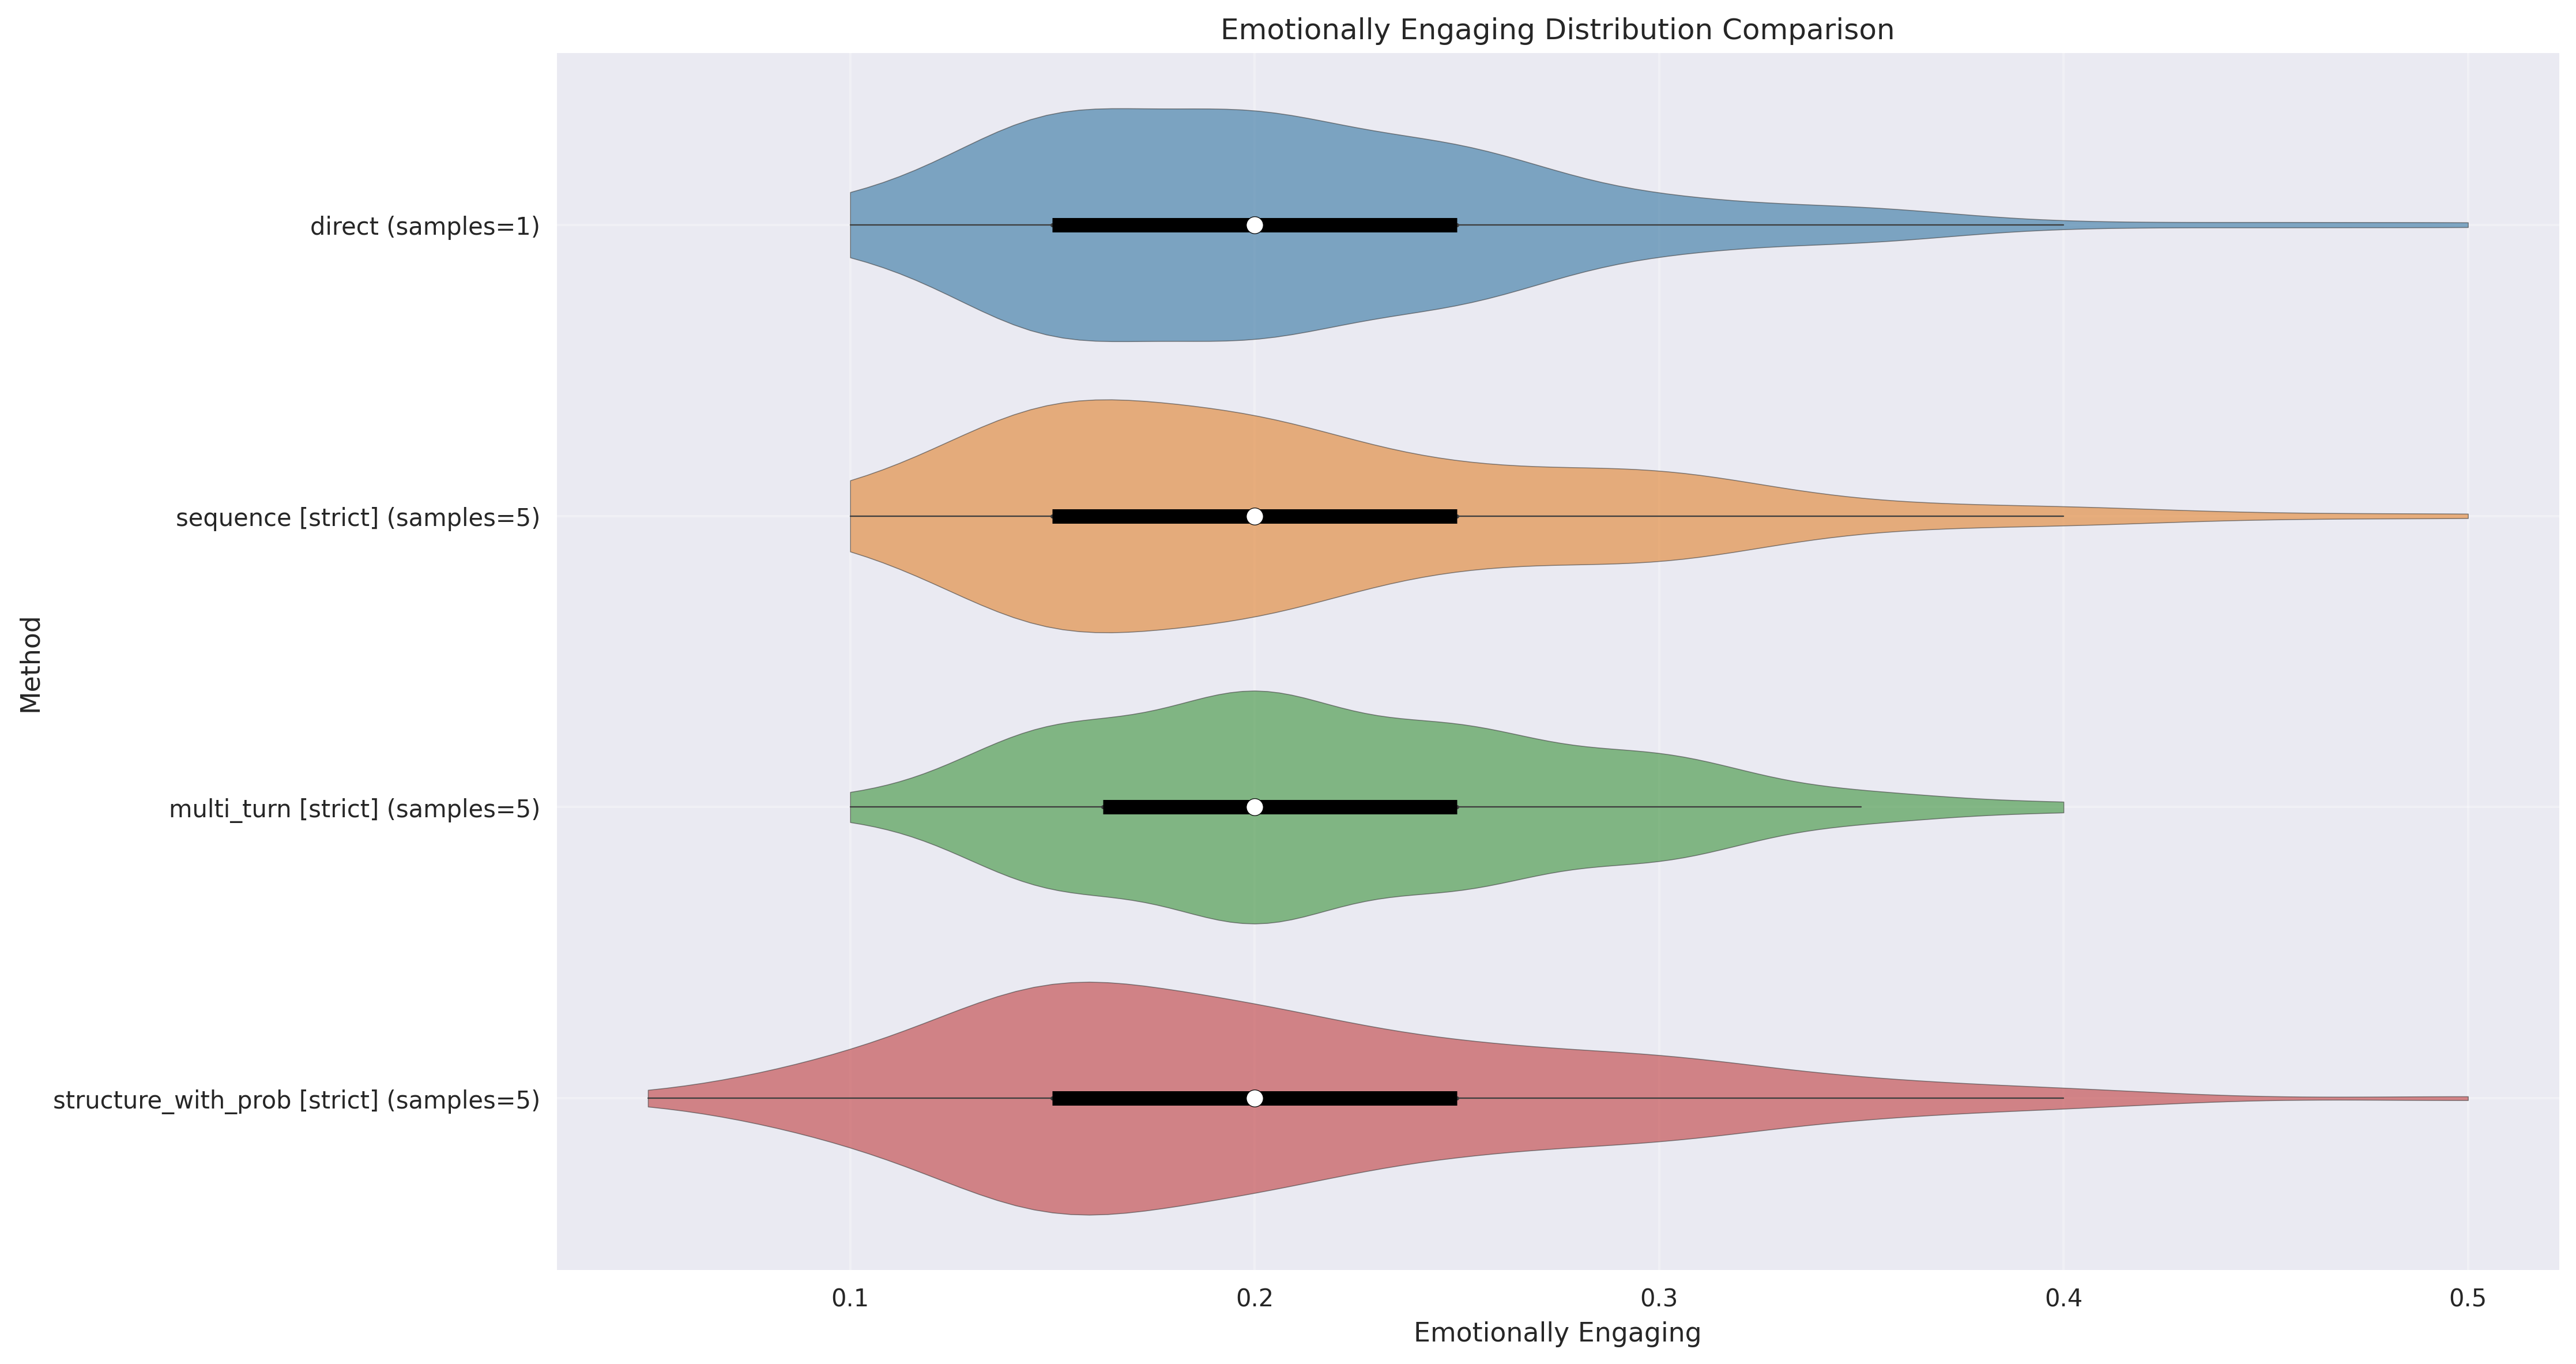 Emotionally Engaging Distribution Comparison
Method
direct (samples=1)
sequence [strict] (samples=5)
multi_turn [strict] (samples=5)
structure_with_prob [strict] (samples=5)
0.1 0.2 0.3 0.4 0.5
Emotionally Engaging